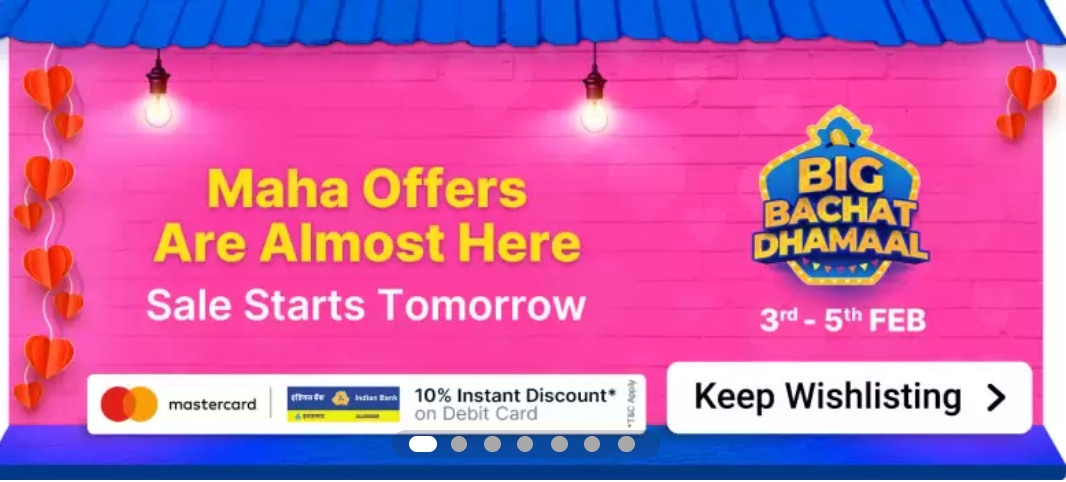 Maha Offers
Are Almost Here
Sale Starts Tomorrow
BIG
BACHAT
DHAMAAL
3rd - 5th FEB
mastercard
इंडियन बैंक Indian Bank
10% Instant Discount*
on Debit Card
*T&C Apply
Keep Wishlisting